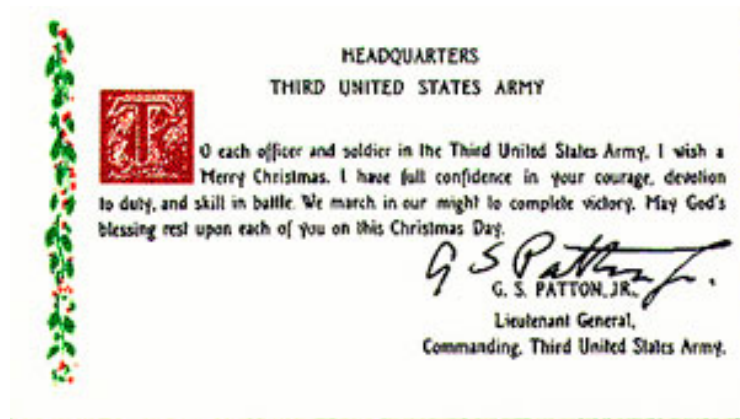 HEADQUARTERS
THIRD UNITED STATES ARMY
TO each officer and soldier in the Third United States Army, I wish a
Merry Christmas. I have full confidence in your courage, devotion
to duty, and skill in battle. We march in our might to complete victory. May God's
blessing rest upon each of you on this Christmas Day.
G S Patton Jr.
G. S. PATTON, JR.,
Lieutenant General,
Commanding, Third United States Army.